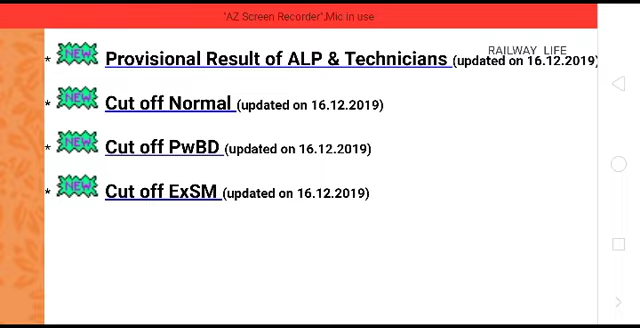 "AZ Screen Recorder".Mic in use
RAILWAY LIFE
* NEW Provisional Result of ALP & Technicians (updated on 16.12.2019)
* NEW Cut off Normal (updated on 16.12.2019)
* NEW Cut off PwBD (updated on 16.12.2019)
* NEW Cut off ExSM (updated on 16.12.2019)